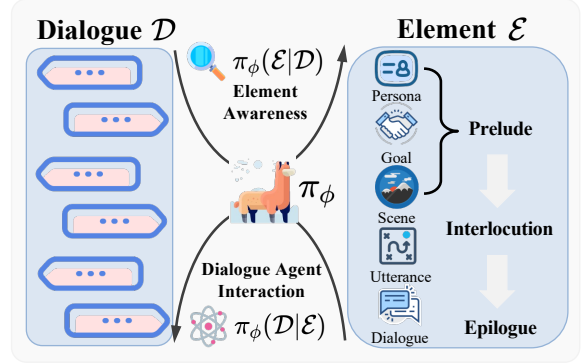 Dialogue 𝒟
Element ℰ
π_ϕ(ℰ|𝒟)
Element
Awareness
π_ϕ
Dialogue Agent
Interaction
π_ϕ(𝒟|ℰ)
Persona
Goal
Scene
Utterance
Dialogue
Prelude
Interlocution
Epilogue